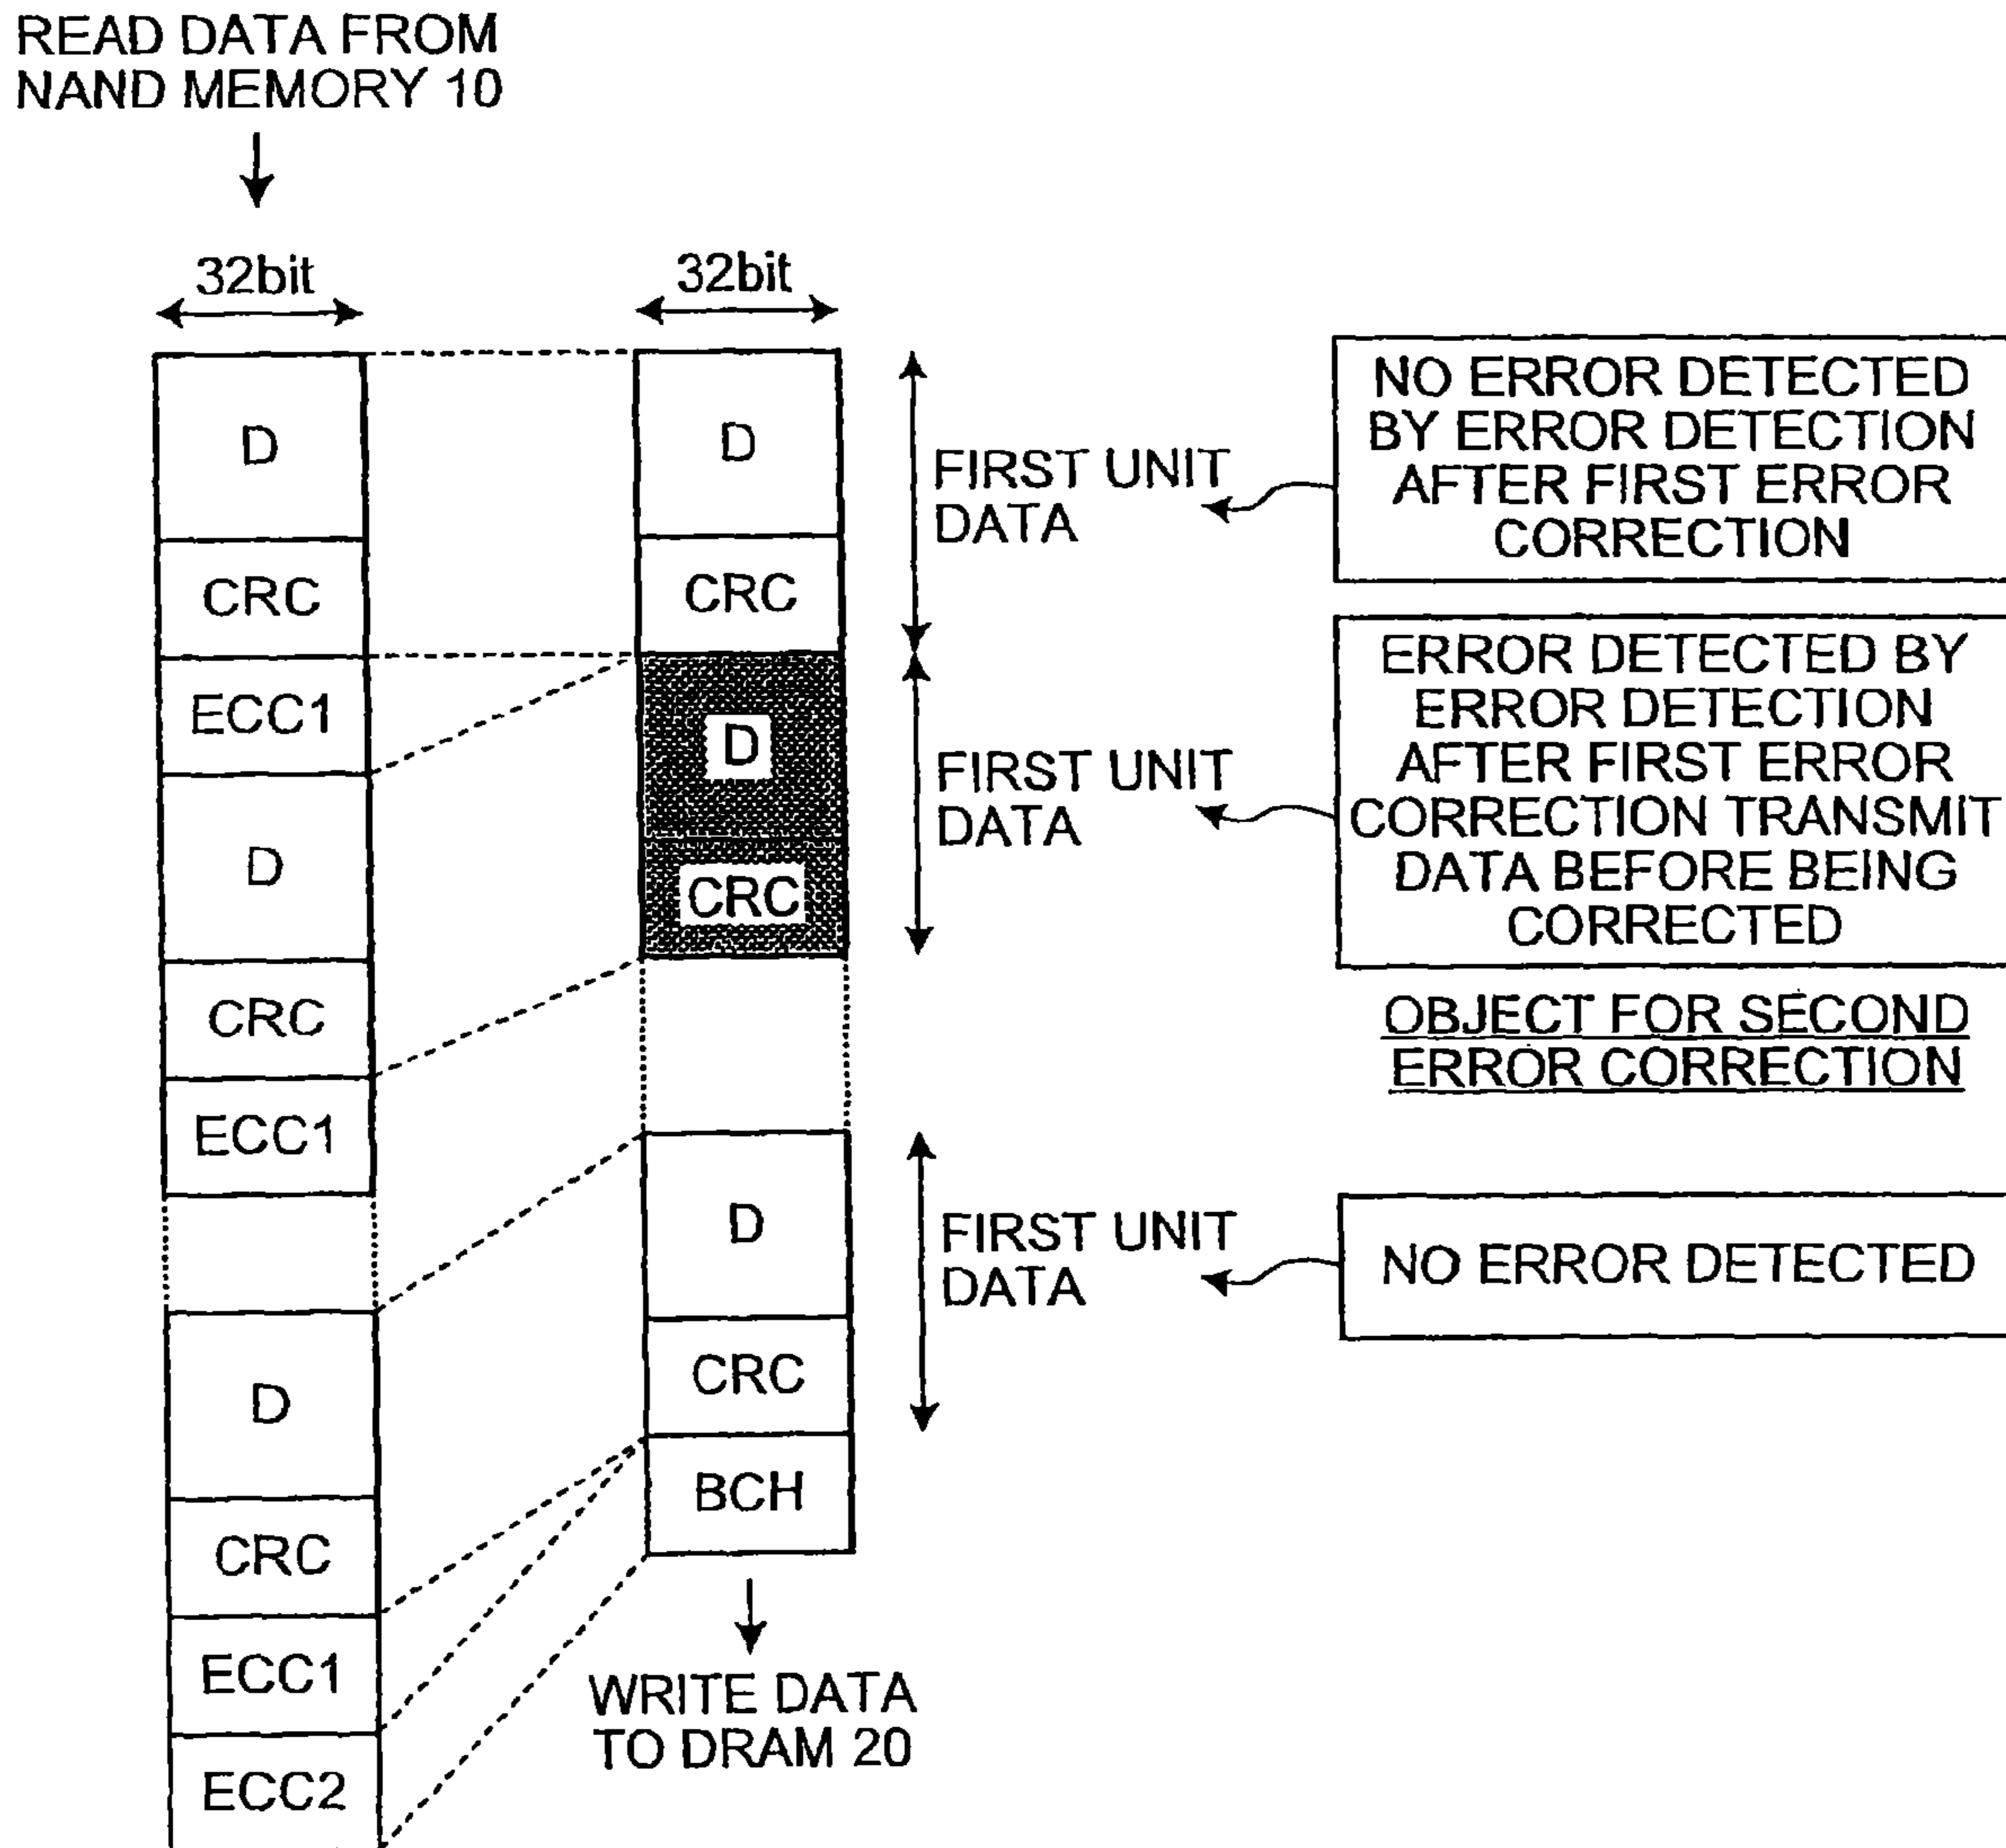 READ DATA FROM
NAND MEMORY 10
32bit
32bit
D
CRC
ECC1
D
CRC
ECC1
D
CRC
ECC1
ECC2
D
CRC
D
CRC
D
CRC
BCH
WRITE DATA
TO DRAM 20
FIRST UNIT
DATA
FIRST UNIT
DATA
FIRST UNIT
DATA
NO ERROR DETECTED
BY ERROR DETECTION
AFTER FIRST ERROR
CORRECTION
ERROR DETECTED BY
ERROR DETECTION
AFTER FIRST ERROR
CORRECTION TRANSMIT
DATA BEFORE BEING
CORRECTED
OBJECT FOR SECOND
ERROR CORRECTION
NO ERROR DETECTED